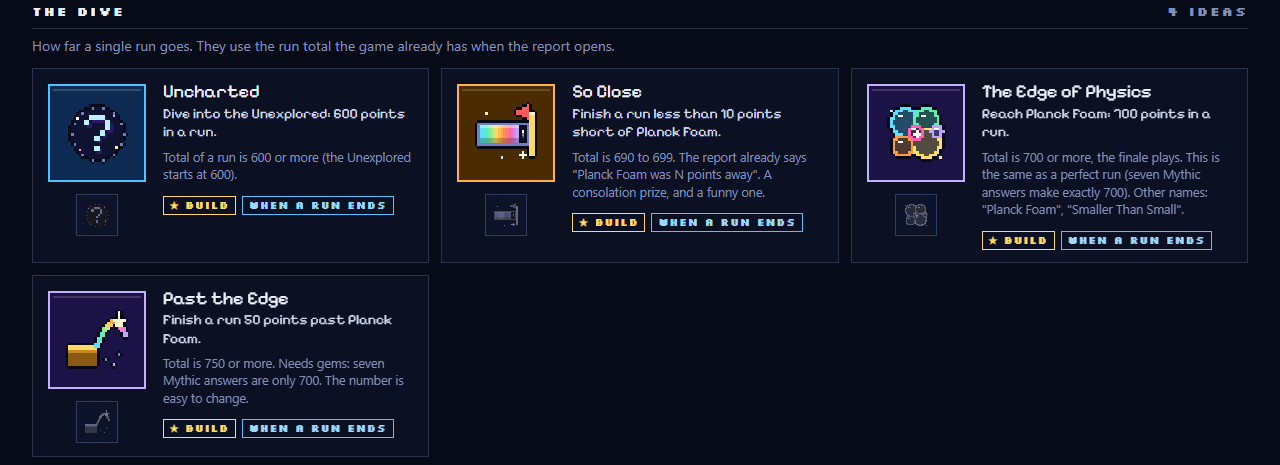 THE DIVE
4 IDEAS
How far a single run goes. They use the run total the game already has when the report opens.
Uncharted
Dive into the Unexplored: 600 points
in a run.
Total of a run is 600 or more (the Unexplored
starts at 600).
★ BUILD
WHEN A RUN ENDS
So Close
Finish a run less than 10 points
short of Planck Foam.
Total is 690 to 699. The report already says
"Planck Foam was N points away". A
consolation prize, and a funny one.
★ BUILD
WHEN A RUN ENDS
The Edge of Physics
Reach Planck Foam: 700 points in a
run.
Total is 700 or more, the finale plays. This is
the same as a perfect run (seven Mythic
answers make exactly 700). Other names:
"Planck Foam", "Smaller Than Small".
★ BUILD
WHEN A RUN ENDS
Past the Edge
Finish a run 50 points past Planck
Foam.
Total is 750 or more. Needs gems: seven
Mythic answers are only 700. The number is
easy to change.
★ BUILD
WHEN A RUN ENDS